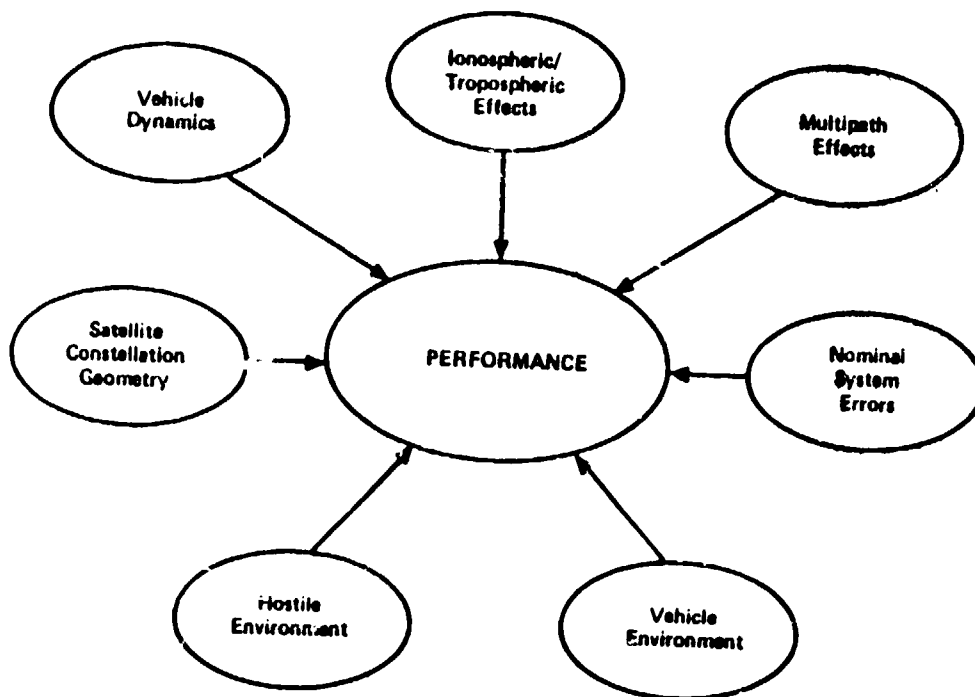 Ionospheric/
Tropospheric
Effects
Vehicle
Dynamics
Multipath
Effects
Satellite
Constellation
Geometry
PERFORMANCE
Nominal
System
Errors
Hostile
Environment
Vehicle
Environment